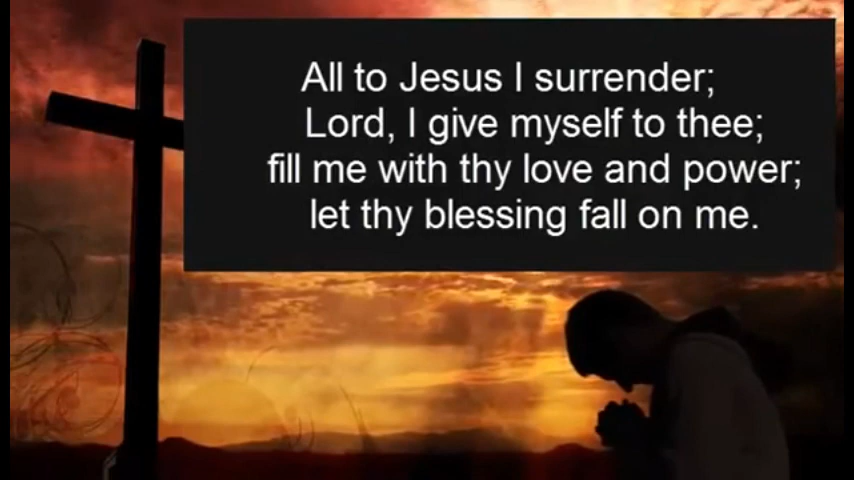 All to Jesus I surrender;
Lord, I give myself to thee;
fill me with thy love and power;
let thy blessing fall on me.